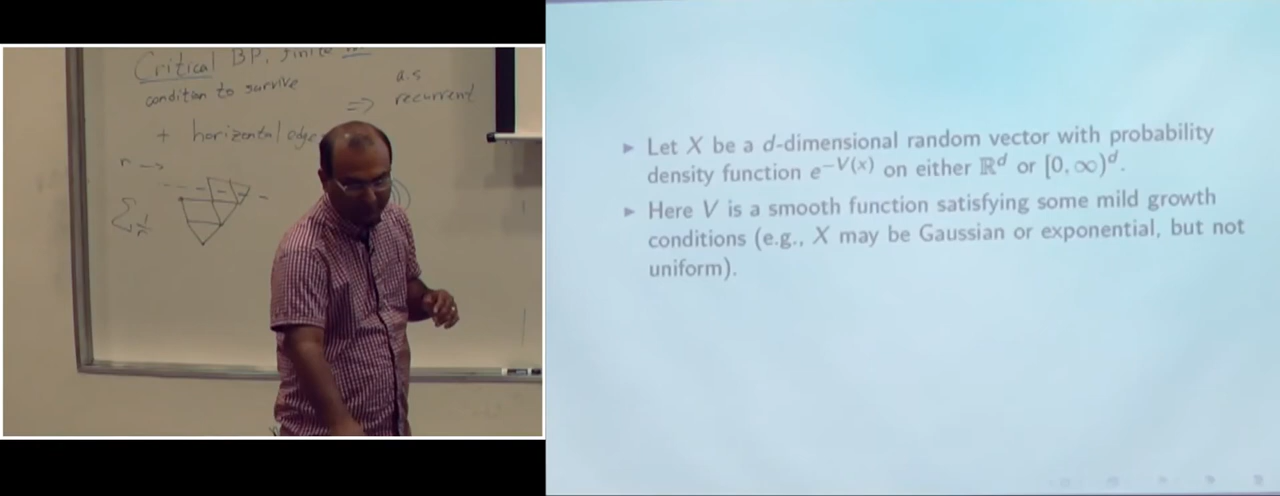 Critical BP, finite
condition to survive
a.s
⇒ recurrent
+ horizontal edge
▸ Let X be a d-dimensional random vector with probability
density function e^{-V(x)} on either ℝ^d or [0, ∞)^d.
▸ Here V is a smooth function satisfying some mild growth
conditions (e.g., X may be Gaussian or exponential, but not
uniform).